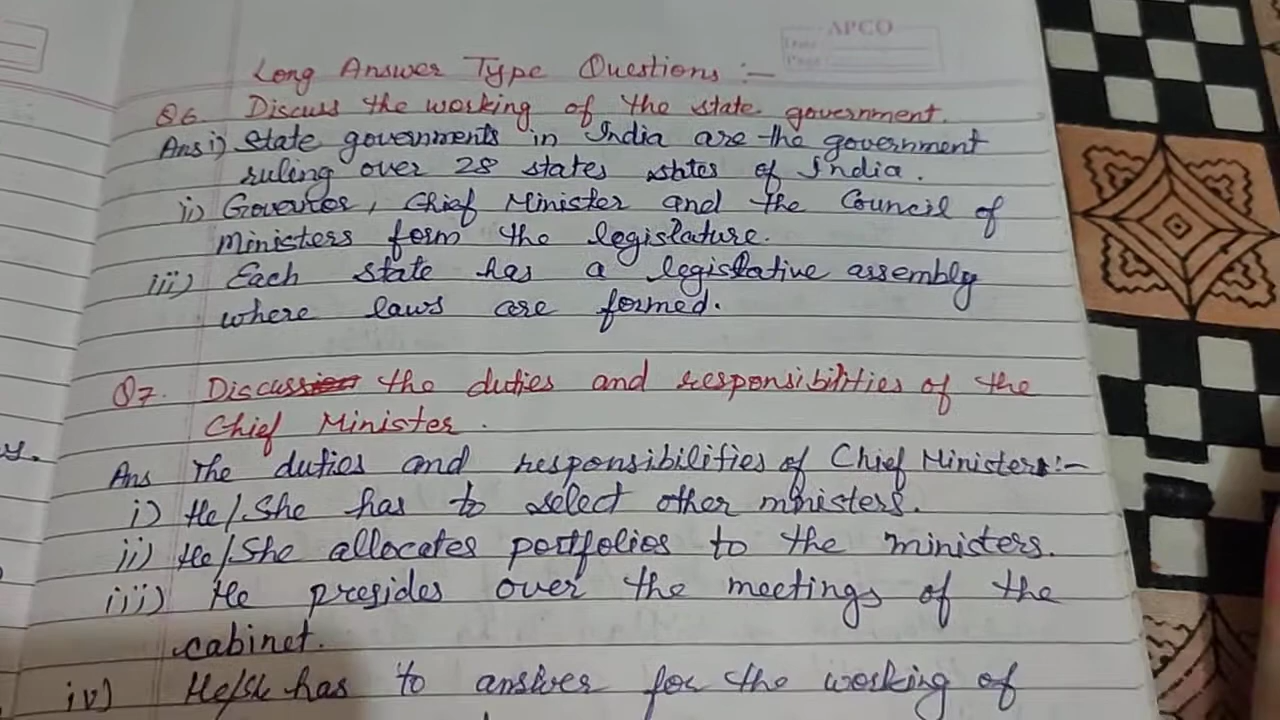 APCO
Date
Page
Long Answer Type Questions :-
Q6. Discuss the working of the state government.
Ans i) State governments in India are the government
ruling over 28 states states of India.
ii) Governor, Chief Minister and the Council of
Ministers form the legislature.
iii) Each state has a legislative assembly
where laws are formed.
Q7. Discuss the duties and responsibilities of the
Chief Minister.
Ans The duties and responsibilities of Chief Minister:-
i) He/She has to select other ministers.
ii) He/She allocates portfolios to the ministers.
iii) He presides over the meetings of the
cabinet.
iv) He/She has to answer for the working of